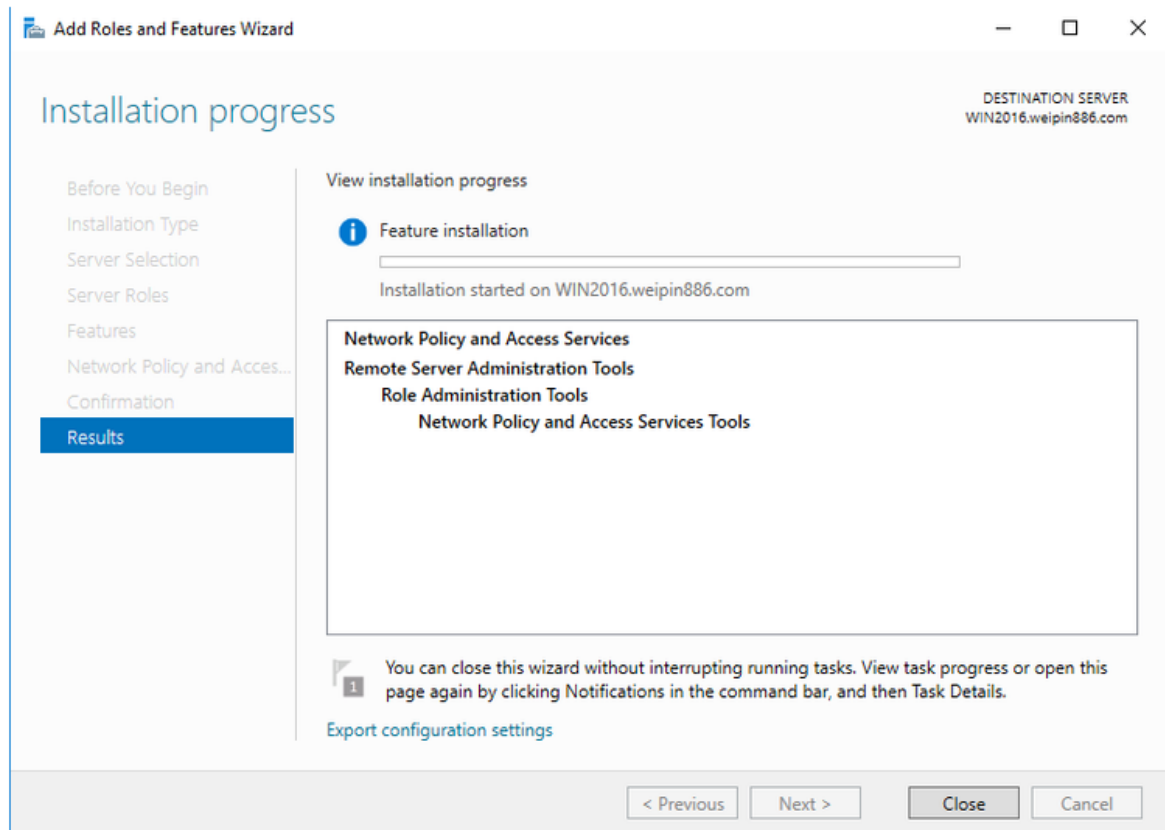 Add Roles and Features Wizard
Installation progress
DESTINATION SERVER
WIN2016.weipin886.com
Before You Begin
Installation Type
Server Selection
Server Roles
Features
Network Policy and Acces...
Confirmation
Results
View installation progress
Feature installation
Installation started on WIN2016.weipin886.com
Network Policy and Access Services
Remote Server Administration Tools
Role Administration Tools
Network Policy and Access Services Tools
1
You can close this wizard without interrupting running tasks. View task progress or open this
page again by clicking Notifications in the command bar, and then Task Details.
Export configuration settings
< Previous
Next >
Close
Cancel